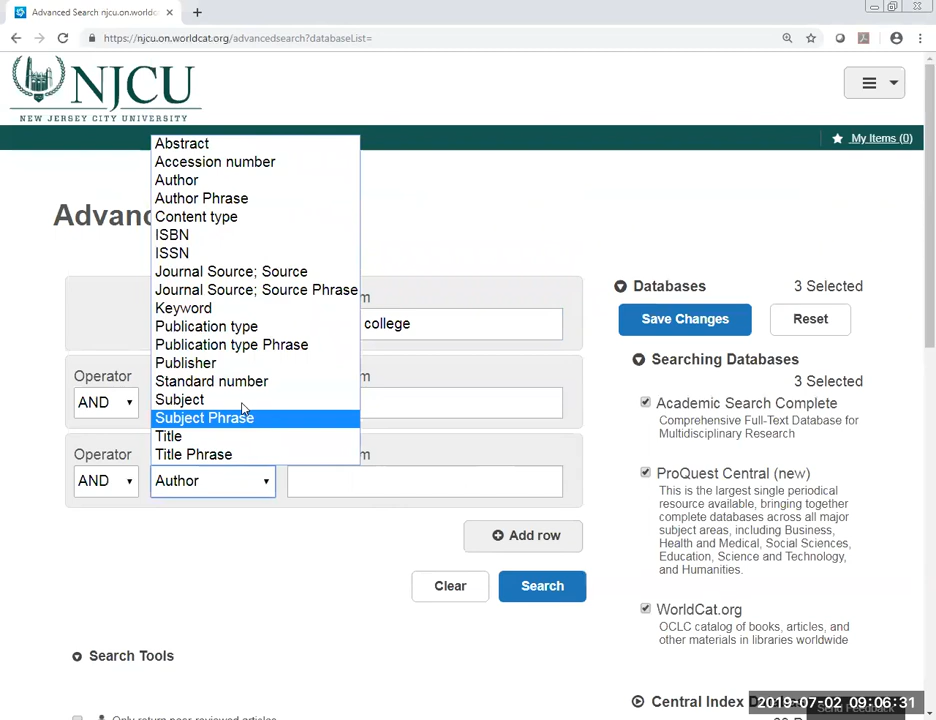 Advanced Search njcu.on.worldc
https://njcu.on.worldcat.org/advancedsearch?databaseList=
NJCU
NEW JERSEY CITY UNIVERSITY
My Items (0)
Advanc
Abstract
Accession number
Author
Author Phrase
Content type
ISBN
ISSN
Journal Source; Source
Journal Source; Source Phrase
Keyword
Publication type
Publication type Phrase
Publisher
Standard number
Subject
Subject Phrase
Title
Title Phrase
m
college
Operator
m
AND
Operator
m
AND
Author
Add row
Clear
Search
Search Tools
Only return peer-reviewed articles
Databases
3 Selected
Save Changes
Reset
Searching Databases
3 Selected
Academic Search Complete
Comprehensive Full-Text Database for
Multidisciplinary Research
ProQuest Central (new)
This is the largest single periodical
resource available, bringing together
complete databases across all major
subject areas, including Business,
Health and Medical, Social Sciences,
Education, Science and Technology,
and Humanities.
WorldCat.org
OCLC catalog of books, articles, and
other materials in libraries worldwide
Central Index D
2019-07-02 09:06:31
Send Feedback